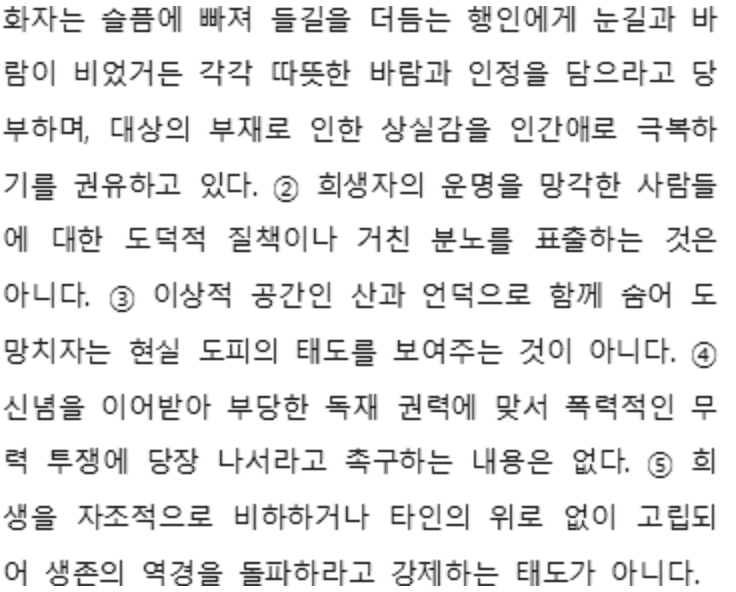 화자는 슬픔에 빠져 들길을 더듬는 행인에게 눈길과 바
람이 비었거든 각각 따뜻한 바람과 인정을 담으라고 당
부하며, 대상의 부재로 인한 상실감을 인간애로 극복하
기를 권유하고 있다. ② 희생자의 운명을 망각한 사람들
에 대한 도덕적 질책이나 거친 분노를 표출하는 것은
아니다. ③ 이상적 공간인 산과 언덕으로 함께 숨어 도
망치자는 현실 도피의 태도를 보여주는 것이 아니다. ④
신념을 이어받아 부당한 독재 권력에 맞서 폭력적인 무
력 투쟁에 당장 나서라고 촉구하는 내용은 없다. ⑤ 희
생을 자조적으로 비하하거나 타인의 위로 없이 고립되
어 생존의 역경을 돌파하라고 강제하는 태도가 아니다.